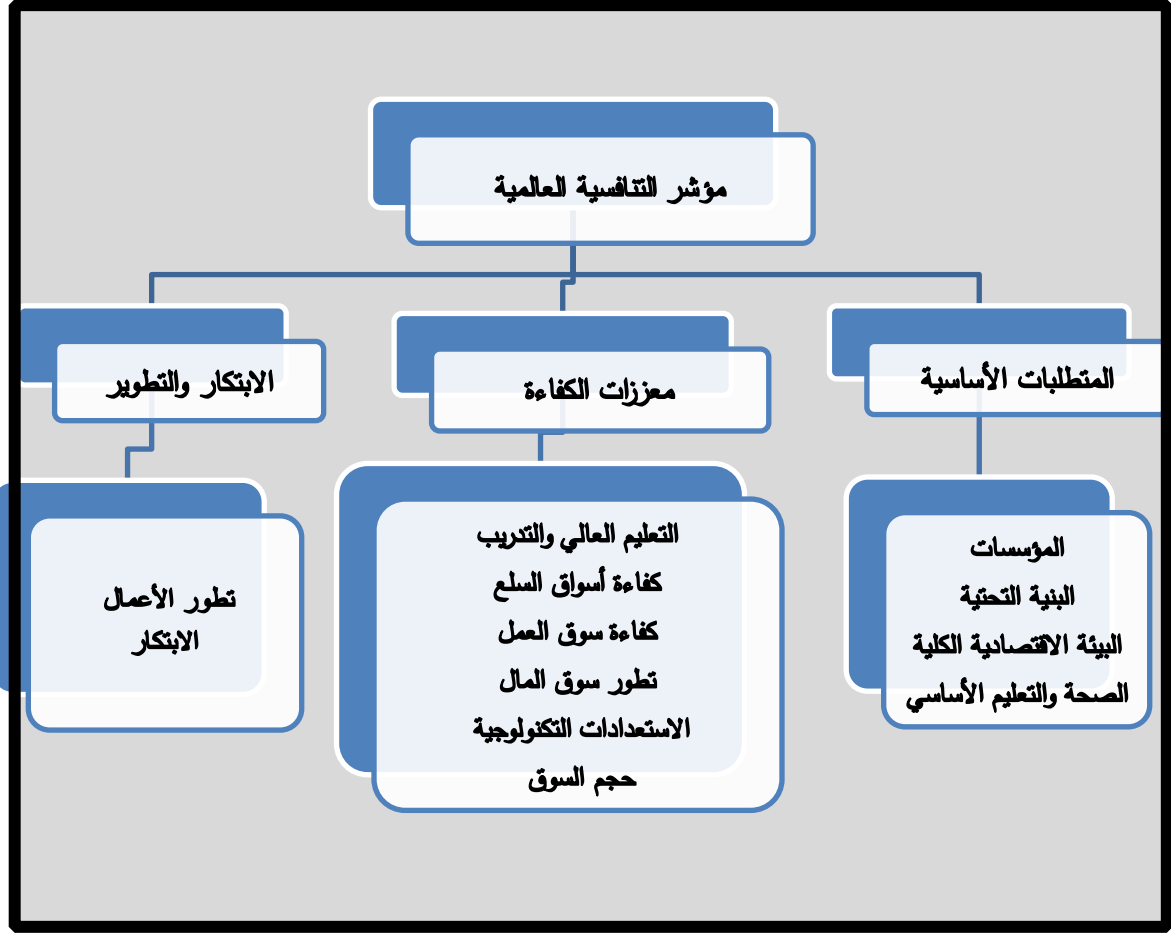 مؤشر التنافسية العالمية
المتطلبات الأساسية
معززات الكفاءة
الابتكار والتطوير
المؤسسات
البنية التحتية
البيئة الاقتصادية الكلية
الصحة والتعليم الأساسي
التعليم العالي والتدريب
كفاءة أسواق السلع
كفاءة سوق العمل
تطور سوق المال
الاستعدادات التكنولوجية
حجم السوق
تطور الأعمال
الابتكار